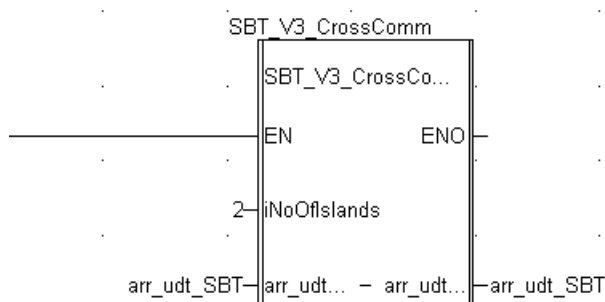 SBT_V3_CrossComm
SBT_V3_CrossCo...
EN ENO
2 iNoOfIslands
arr_udt_SBT arr_udt... – arr_udt... arr_udt_SBT